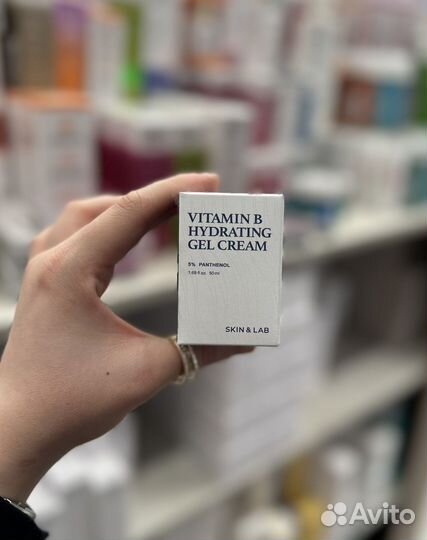 VITAMIN B
HYDRATING
GEL CREAM
5% PANTHENOL
1.69 fl.oz. 50ml
SKIN & LAB
Avito